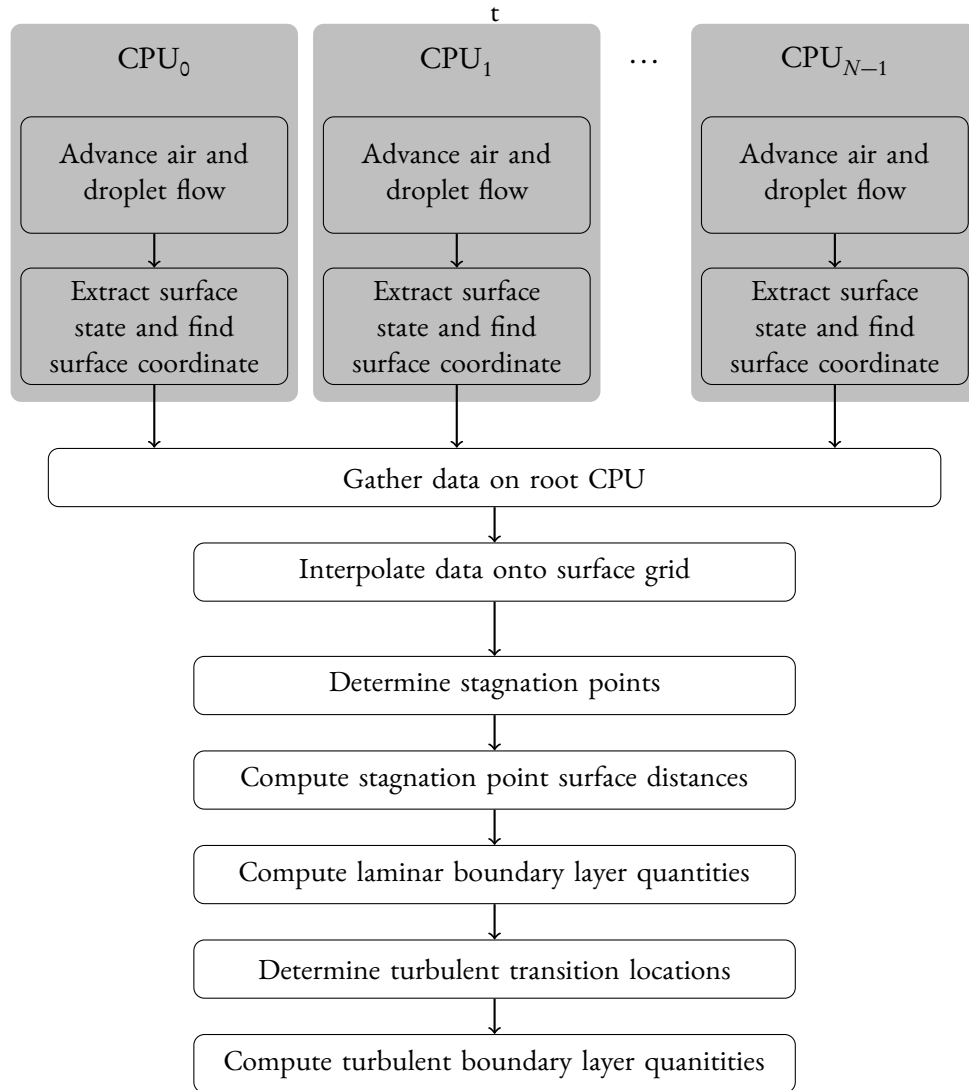 t
CPU₀
CPU₁
...
CPU_{N−1}
Advance air and
droplet flow
Advance air and
droplet flow
Advance air and
droplet flow
Extract surface
state and find
surface coordinate
Extract surface
state and find
surface coordinate
Extract surface
state and find
surface coordinate
Gather data on root CPU
Interpolate data onto surface grid
Determine stagnation points
Compute stagnation point surface distances
Compute laminar boundary layer quantities
Determine turbulent transition locations
Compute turbulent boundary layer quanitities